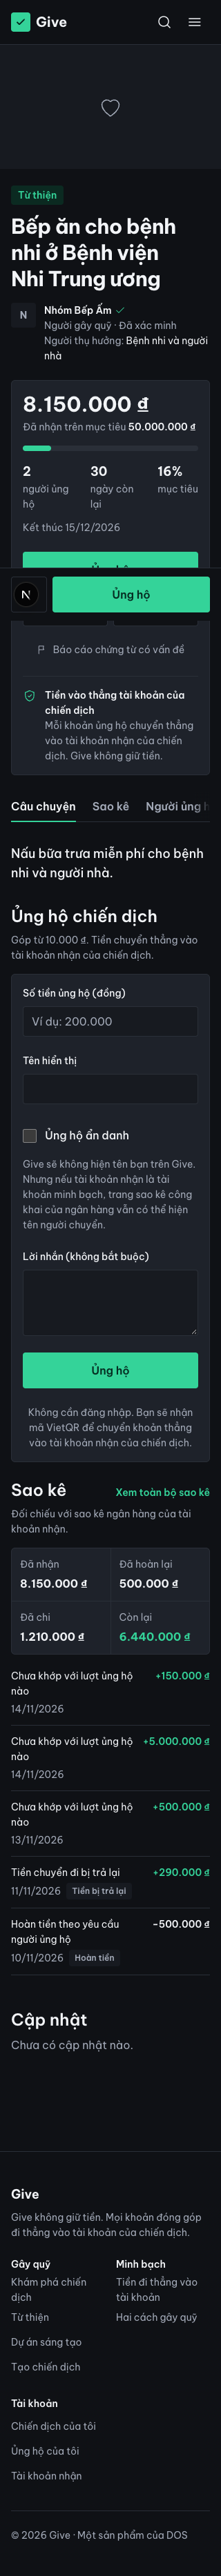 Give
Từ thiện
Bếp ăn cho bệnh
nhi ở Bệnh viện
Nhi Trung ương
N
Nhóm Bếp Ấm
Người gây quỹ · Đã xác minh
Người thụ hưởng: Bệnh nhi và người
nhà
8.150.000 ₫
Đã nhận trên mục tiêu 50.000.000 ₫
2
người ủng
hộ
30
ngày còn
lại
16%
mục tiêu
Kết thúc 15/12/2026
N
Ủng hộ
Báo cáo chứng từ có vấn đề
Tiền vào thẳng tài khoản của
chiến dịch
Mỗi khoản ủng hộ chuyển thẳng
vào tài khoản nhận của chiến
dịch. Give không giữ tiền.
Câu chuyện
Sao kê
Người ủng
Nấu bữa trưa miễn phí cho bệnh
nhi và người nhà.
Ủng hộ chiến dịch
Góp từ 10.000 ₫. Tiền chuyển thẳng vào
tài khoản nhận của chiến dịch.
Số tiền ủng hộ (đồng)
Ví dụ: 200.000
Tên hiển thị
Ủng hộ ẩn danh
Give sẽ không hiện tên bạn trên Give.
Nhưng nếu tài khoản nhận là tài
khoản minh bạch, trang sao kê công
khai của ngân hàng vẫn có thể hiện
tên người chuyển.
Lời nhắn (không bắt buộc)
Ủng hộ
Không cần đăng nhập. Bạn sẽ nhận
mã VietQR để chuyển khoản thẳng
vào tài khoản nhận của chiến dịch.
Sao kê
Xem toàn bộ sao kê
Đối chiếu với sao kê ngân hàng của tài
khoản nhận.
Đã nhận
8.150.000 ₫
Đã hoàn lại
500.000 ₫
Đã chi
1.210.000 ₫
Còn lại
6.440.000 ₫
Chưa khớp với lượt ủng hộ
nào
+150.000 ₫
14/11/2026
Chưa khớp với lượt ủng hộ
nào
+5.000.000 ₫
14/11/2026
Chưa khớp với lượt ủng hộ
nào
+500.000 ₫
13/11/2026
Tiền chuyển đi bị trả lại
+290.000 ₫
11/11/2026 Tiền bị trả lại
Hoàn tiền theo yêu cầu
người ủng hộ
-500.000 ₫
10/11/2026 Hoàn tiền
Cập nhật
Chưa có cập nhật nào.
Give
Give không giữ tiền. Mọi khoản đóng góp
đi thẳng vào tài khoản của chiến dịch.
Gây quỹ
Khám phá chiến
dịch
Từ thiện
Dự án sáng tạo
Tạo chiến dịch
Minh bạch
Tiền đi thẳng vào
tài khoản
Hai cách gây quỹ
Tài khoản
Chiến dịch của tôi
Ủng hộ của tôi
Tài khoản nhận
© 2026 Give · Một sản phẩm của DOS